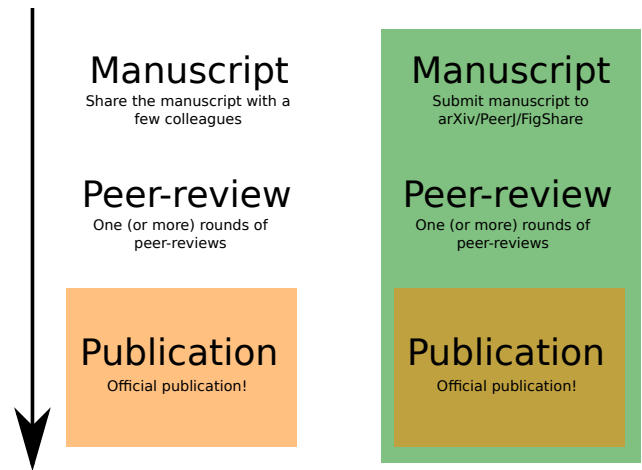 Manuscript
Share the manuscript with a
few colleagues
Peer-review
One (or more) rounds of
peer-reviews
Publication
Official publication!
Manuscript
Submit manuscript to
arXiv/PeerJ/FigShare
Peer-review
One (or more) rounds of
peer-reviews
Publication
Official publication!